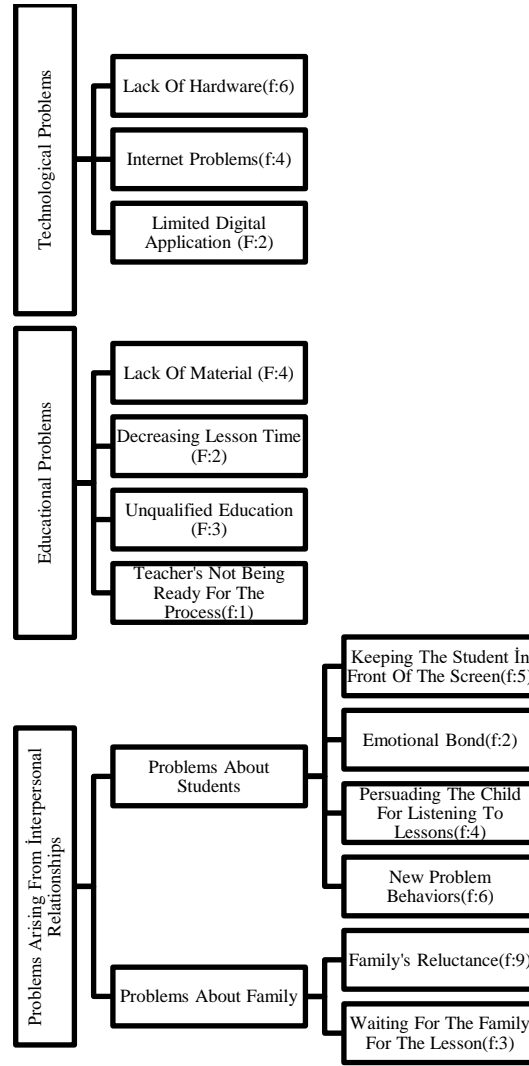 Technological Problems
Lack Of Hardware(f:6)
Internet Problems(f:4)
Limited Digital
Application (F:2)
Educational Problems
Lack Of Material (F:4)
Decreasing Lesson Time
(F:2)
Unqualified Education
(F:3)
Teacher's Not Being
Ready For The
Process(f:1)
Problems Arising From İnterpersonal
Relationships
Problems About
Students
Keeping The Student İn
Front Of The Screen(f:5)
Emotional Bond(f:2)
Persuading The Child
For Listening To
Lessons(f:4)
New Problem
Behaviors(f:6)
Problems About Family
Family's Reluctance(f:9)
Waiting For The Family
For The Lesson(f:3)